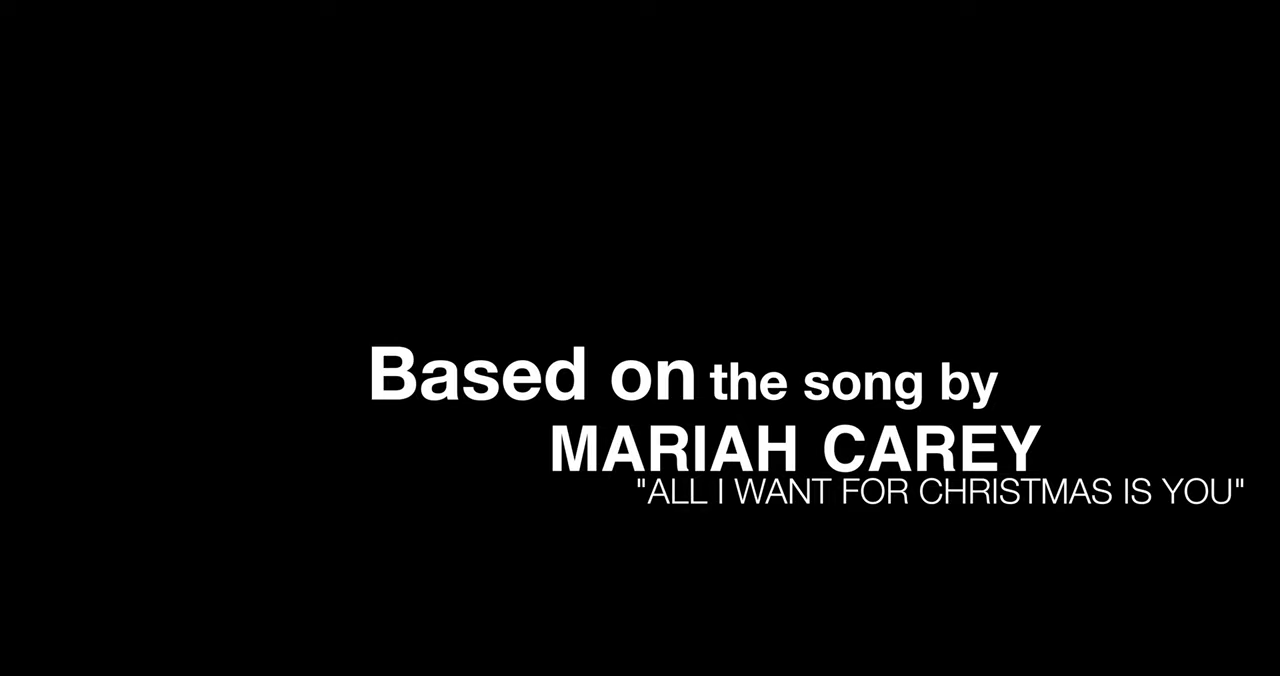 Based on the song by
MARIAH CAREY
"ALL I WANT FOR CHRISTMAS IS YOU"